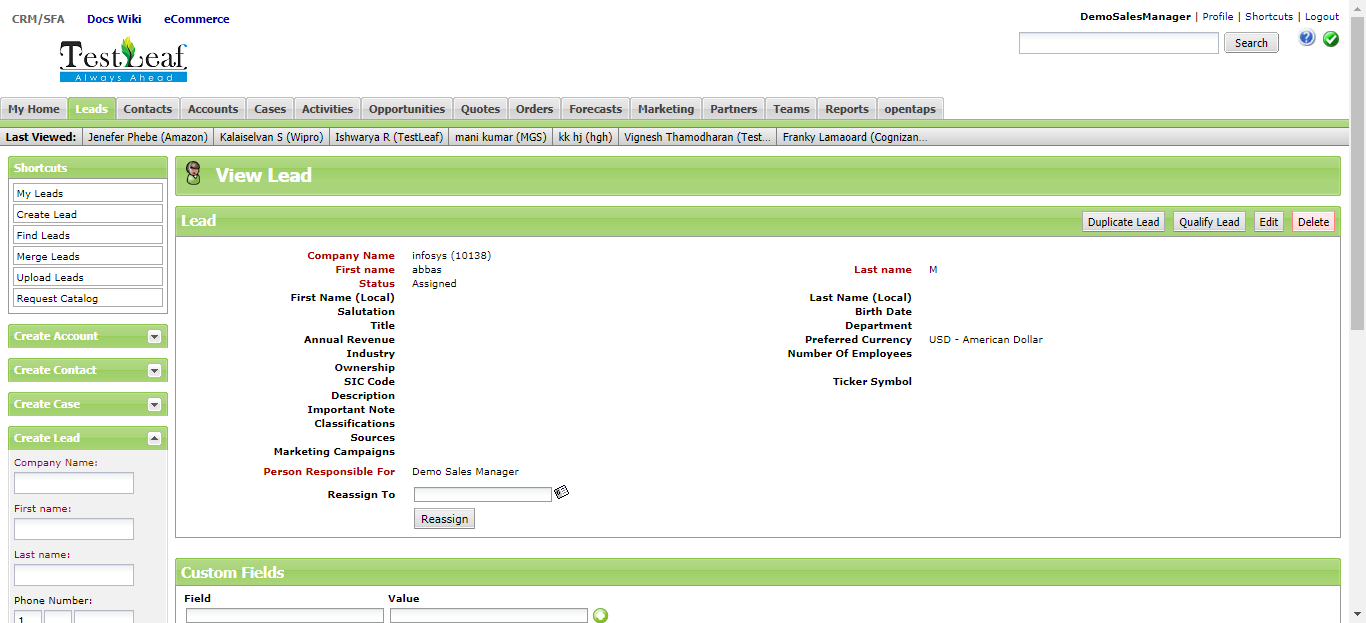 CRM/SFA Docs Wiki eCommerce
DemoSalesManager | Profile | Shortcuts | Logout
TestLeaf
Always Ahead
Search
My Home Leads Contacts Accounts Cases Activities Opportunities Quotes Orders Forecasts Marketing Partners Teams Reports opentaps
Last Viewed: Jenefer Phebe (Amazon) Kalaiselvan S (Wipro) Ishwarya R (TestLeaf) mani kumar (MGS) kk hj (hgh) Vignesh Thamodharan (Test... Franky Lamaoard (Cognizan...
Shortcuts
My Leads
Create Lead
Find Leads
Merge Leads
Upload Leads
Request Catalog
Create Account
Create Contact
Create Case
Create Lead
Company Name:
First name:
Last name:
Phone Number:
1
View Lead
Lead
Duplicate Lead Qualify Lead Edit Delete
Company Name infosys (10138)
First name abbas Last name M
Status Assigned
First Name (Local) Last Name (Local)
Salutation Birth Date
Title Department
Annual Revenue Preferred Currency USD - American Dollar
Industry Number Of Employees
Ownership
SIC Code Ticker Symbol
Description
Important Note
Classifications
Sources
Marketing Campaigns
Person Responsible For Demo Sales Manager
Reassign To
Reassign
Custom Fields
Field Value